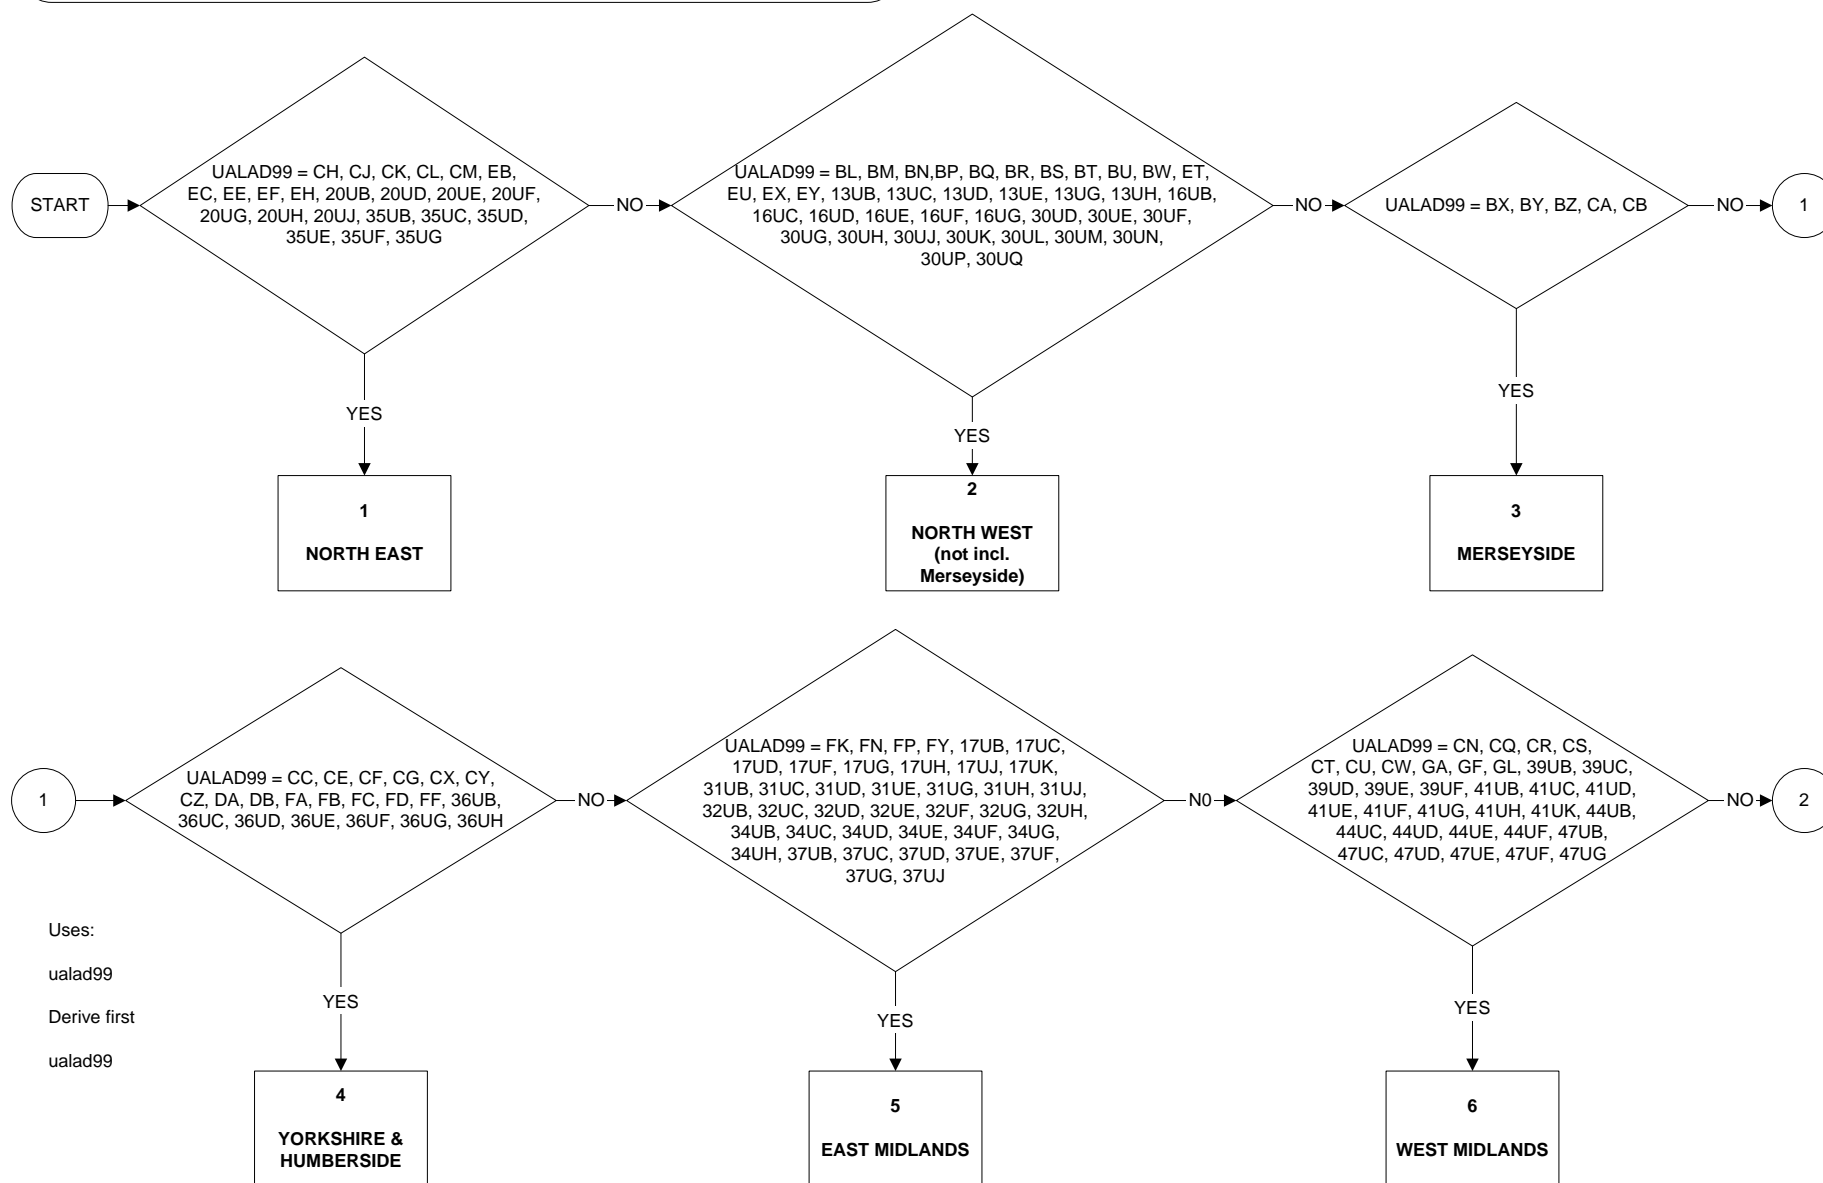 START
UALAD99 = CH, CJ, CK, CL, CM, EB,
EC, EE, EF, EH, 20UB, 20UD, 20UE, 20UF,
20UG, 20UH, 20UJ, 35UB, 35UC, 35UD,
35UE, 35UF, 35UG
NO
UALAD99 = BL, BM, BN,BP, BQ, BR, BS, BT, BU, BW, ET,
EU, EX, EY, 13UB, 13UC, 13UD, 13UE, 13UG, 13UH, 16UB,
16UC, 16UD, 16UE, 16UF, 16UG, 30UD, 30UE, 30UF,
30UG, 30UH, 30UJ, 30UK, 30UL, 30UM, 30UN,
30UP, 30UQ
NO
UALAD99 = BX, BY, BZ, CA, CB
NO
1
YES
YES
YES
1
NORTH EAST
2
NORTH WEST
(not incl.
Merseyside)
3
MERSEYSIDE
1
UALAD99 = CC, CE, CF, CG, CX, CY,
CZ, DA, DB, FA, FB, FC, FD, FF, 36UB,
36UC, 36UD, 36UE, 36UF, 36UG, 36UH
NO
UALAD99 = FK, FN, FP, FY, 17UB, 17UC,
17UD, 17UF, 17UG, 17UH, 17UJ, 17UK,
31UB, 31UC, 31UD, 31UE, 31UG, 31UH, 31UJ,
32UB, 32UC, 32UD, 32UE, 32UF, 32UG, 32UH,
34UB, 34UC, 34UD, 34UE, 34UF, 34UG,
34UH, 37UB, 37UC, 37UD, 37UE, 37UF,
37UG, 37UJ
N0
UALAD99 = CN, CQ, CR, CS,
CT, CU, CW, GA, GF, GL, 39UB, 39UC,
39UD, 39UE, 39UF, 41UB, 41UC, 41UD,
41UE, 41UF, 41UG, 41UH, 41UK, 44UB,
44UC, 44UD, 44UE, 44UF, 47UB,
47UC, 47UD, 47UE, 47UF, 47UG
NO
2
Uses:
ualad99
Derive first
ualad99
YES
YES
YES
4
YORKSHIRE &
HUMBERSIDE
5
EAST MIDLANDS
6
WEST MIDLANDS